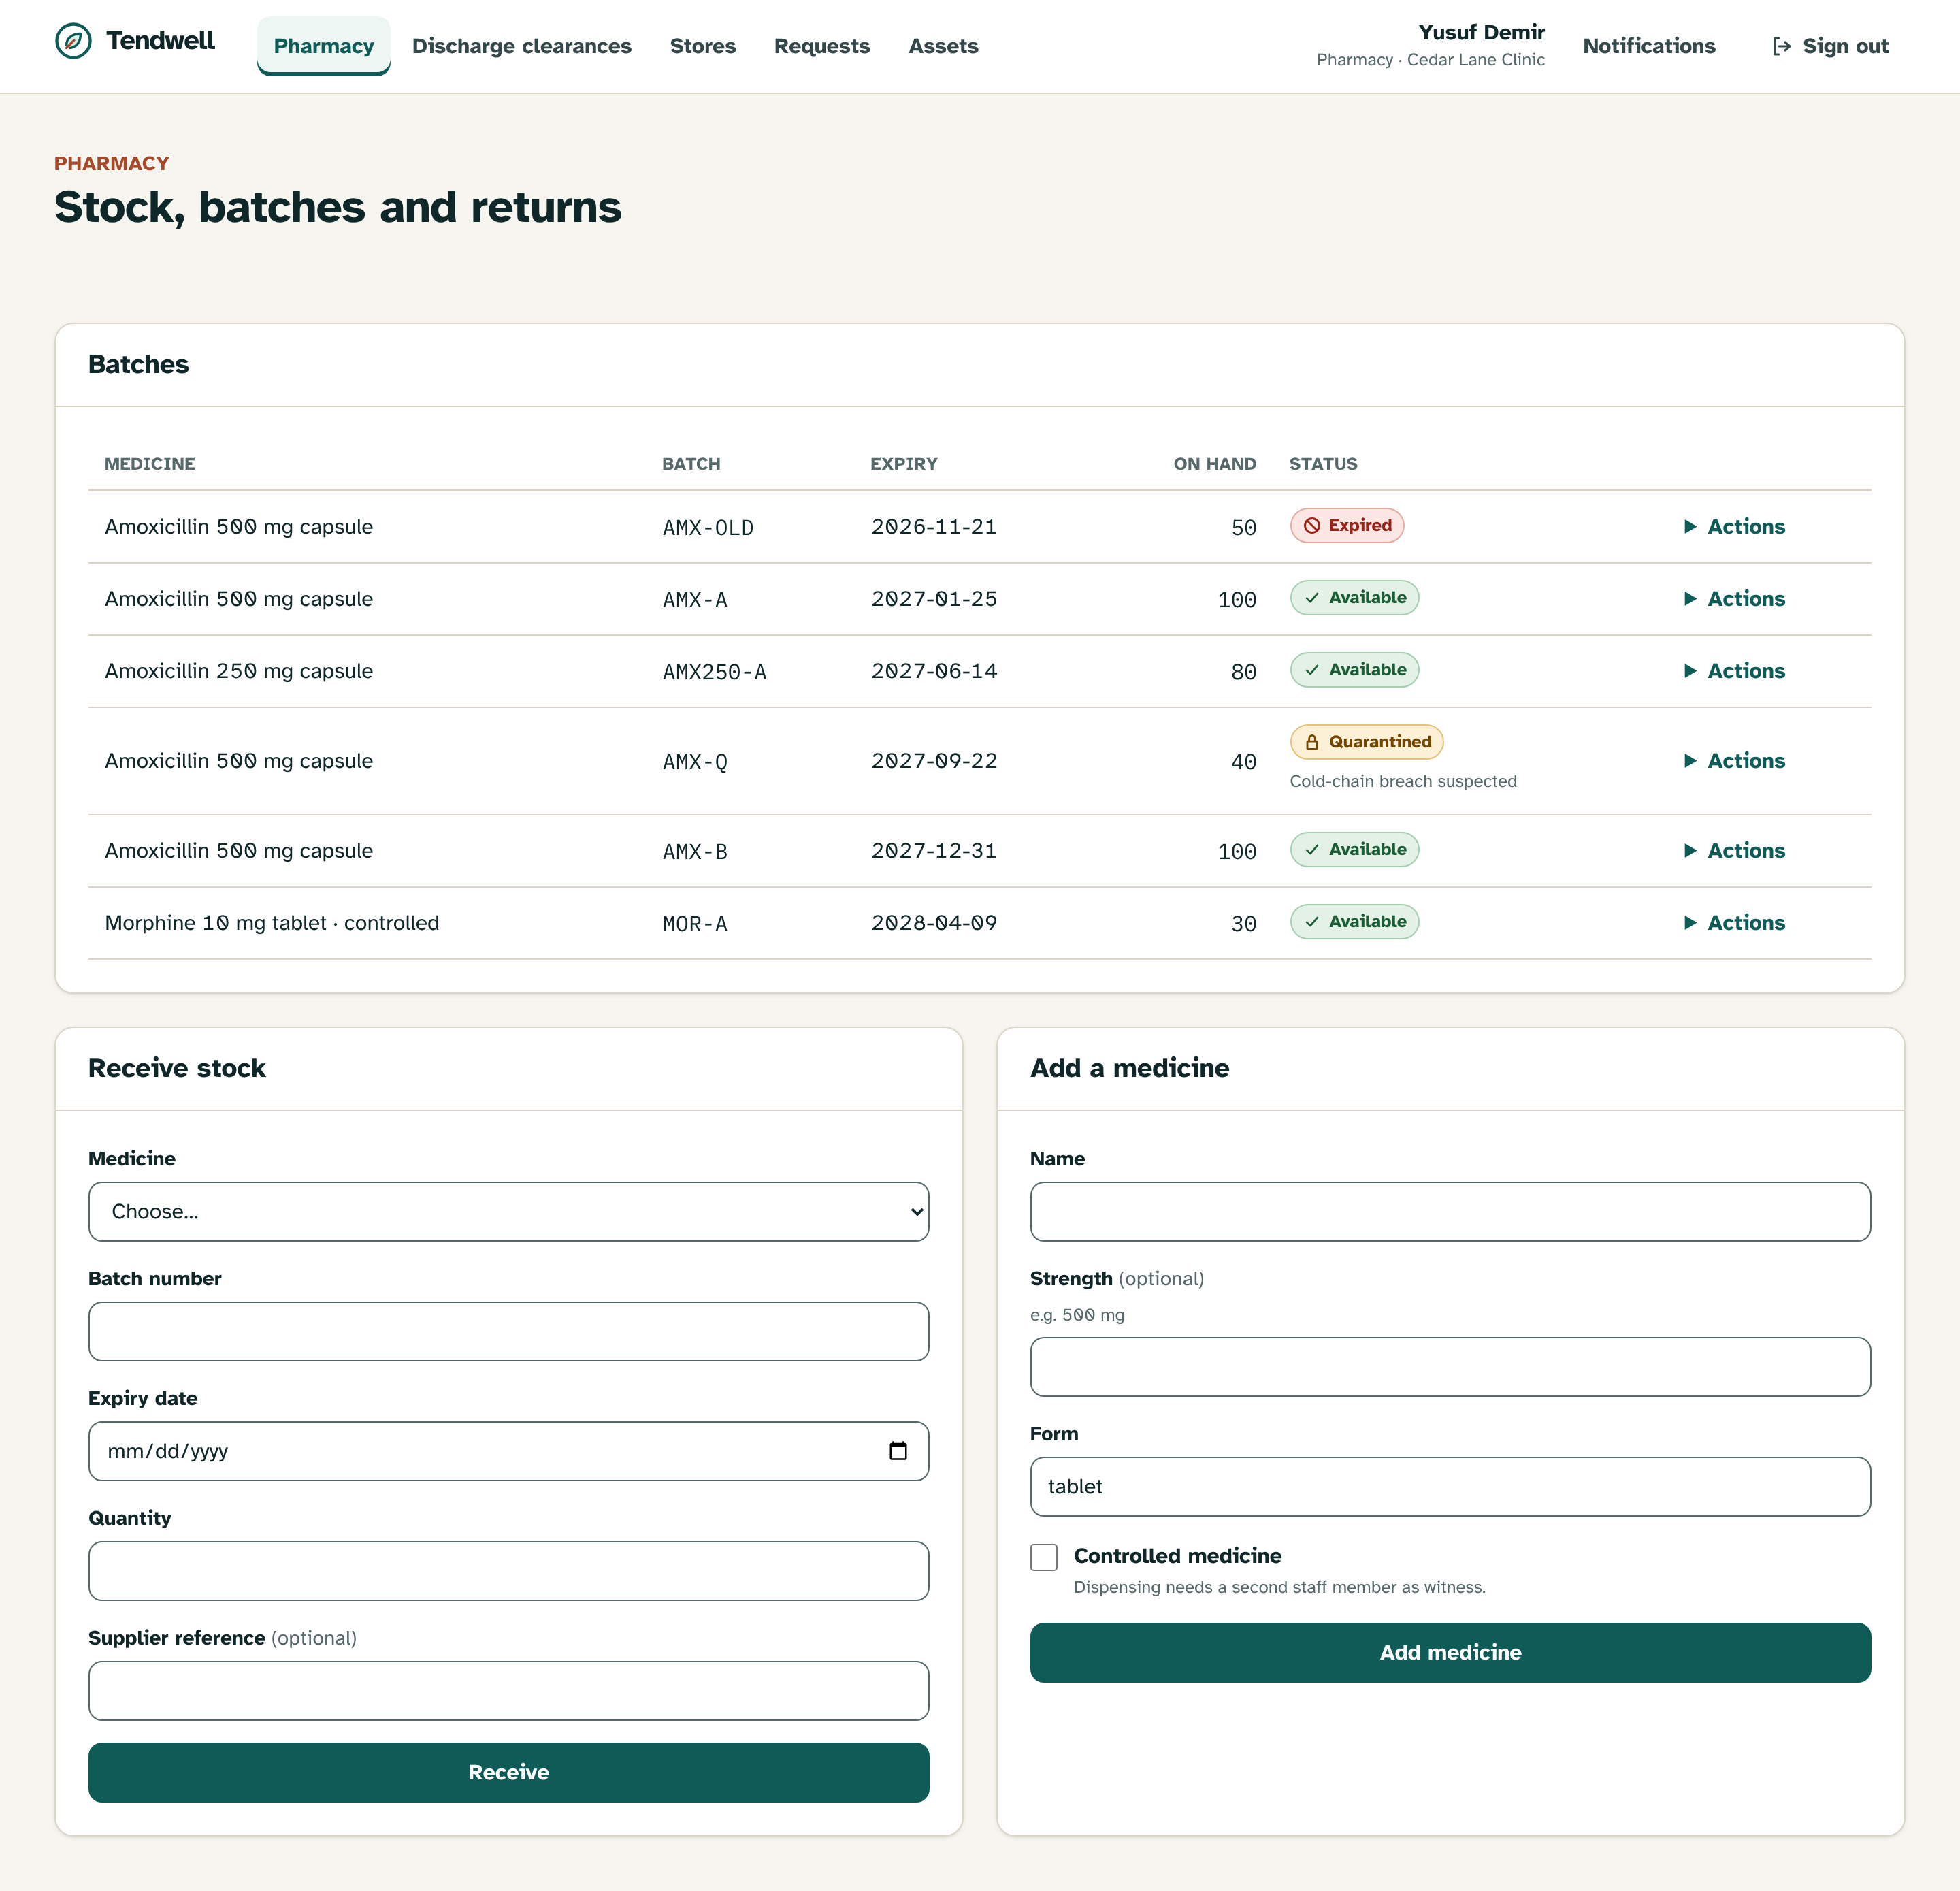 Tendwell
Pharmacy
Discharge clearances
Stores
Requests
Assets
Yusuf Demir
Pharmacy · Cedar Lane Clinic
Notifications
Sign out
PHARMACY
Stock, batches and returns
Batches
MEDICINE BATCH EXPIRY ON HAND STATUS
Amoxicillin 500 mg capsule AMX-OLD 2026-11-21 50 Expired Actions
Amoxicillin 500 mg capsule AMX-A 2027-01-25 100 Available Actions
Amoxicillin 250 mg capsule AMX250-A 2027-06-14 80 Available Actions
Amoxicillin 500 mg capsule AMX-Q 2027-09-22 40 Quarantined Actions
Cold-chain breach suspected
Amoxicillin 500 mg capsule AMX-B 2027-12-31 100 Available Actions
Morphine 10 mg tablet · controlled MOR-A 2028-04-09 30 Available Actions
Receive stock
Medicine
Choose...
Batch number
Expiry date
mm/dd/yyyy
Quantity
Supplier reference (optional)
Receive
Add a medicine
Name
Strength (optional)
e.g. 500 mg
Form
tablet
Controlled medicine
Dispensing needs a second staff member as witness.
Add medicine